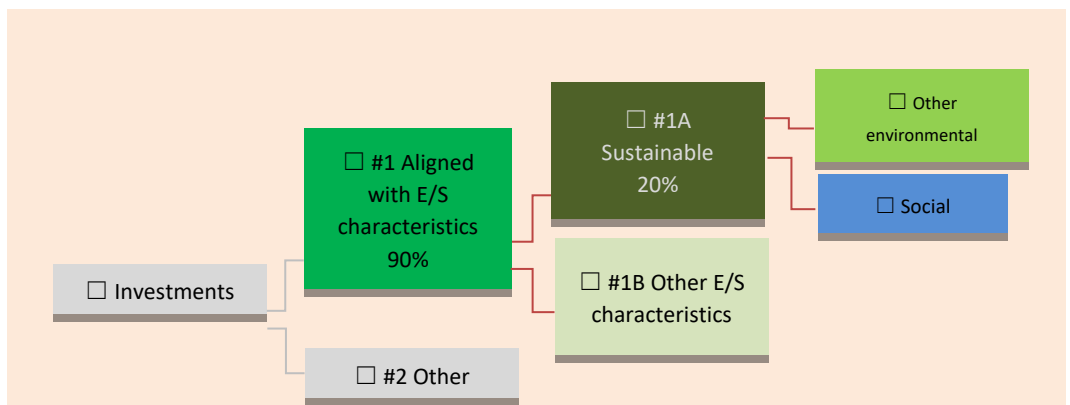 ☐ Investments
☐ #1 Aligned
with E/S
characteristics
90%
☐ #2 Other
☐ #1A
Sustainable
20%
☐ #1B Other E/S
characteristics
☐ Other
environmental
☐ Social